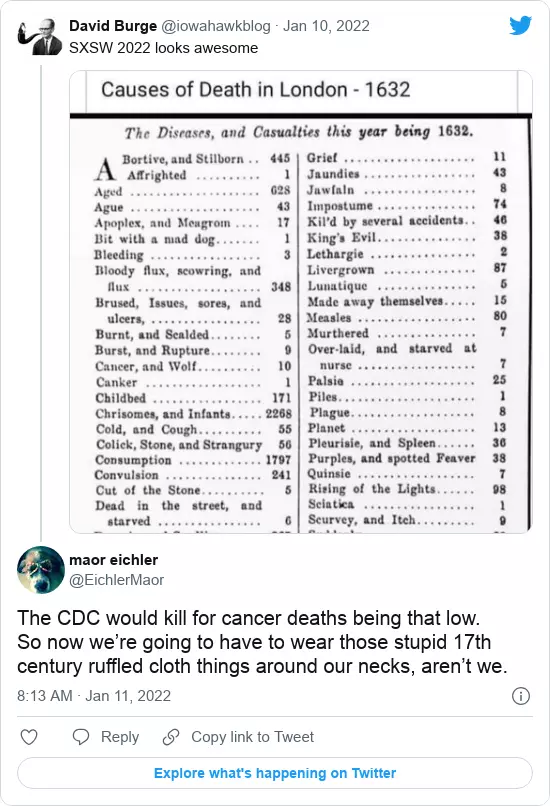 David Burge @iowahawkblog · Jan 10, 2022
SXSW 2022 looks awesome
Causes of Death in London - 1632
The Diseases, and Casualties this year being 1632.
Abortive, and Stilborn .. 445
Affrighted .......... 1
Aged .................. 628
Ague .................. 43
Apoplex, and Meagrom .... 17
Bit with a mad dog....... 1
Bleeding ................ 3
Bloody flux, scowring, and
flux .................. 348
Brused, Issues, sores, and
ulcers, ................ 28
Burnt, and Scalded........ 5
Burst, and Rupture........ 9
Cancer, and Wolf.......... 10
Canker ................ 1
Childbed ................ 171
Chrisomes, and Infants..... 2268
Cold, and Cough.......... 55
Colick, Stone, and Strangury 56
Consumption ............ 1797
Convulsion .............. 241
Cut of the Stone.......... 5
Dead in the street, and
starved ................ 6
Grief .................. 11
Jaundies ................ 43
Jawfaln ................ 8
Impostume .............. 74
Kil'd by several accidents.. 46
King's Evil.............. 38
Lethargie .............. 2
Livergrown .............. 87
Lunatique .............. 5
Made away themselves..... 15
Measles ................ 80
Murthered .............. 7
Over-laid, and starved at
nurse ................ 7
Palsie .................. 25
Piles.................... 1
Plague.................. 8
Planet .................. 13
Pleurisie, and Spleen...... 36
Purples, and spotted Feaver 38
Quinsie ................ 7
Rising of the Lights...... 98
Sciatica ................ 1
Scurvey, and Itch......... 9
maor eichler
@EichlerMaor
The CDC would kill for cancer deaths being that low.
So now we're going to have to wear those stupid 17th
century ruffled cloth things around our necks, aren't we.
8:13 AM · Jan 11, 2022
Reply
Copy link to Tweet
Explore what's happening on Twitter